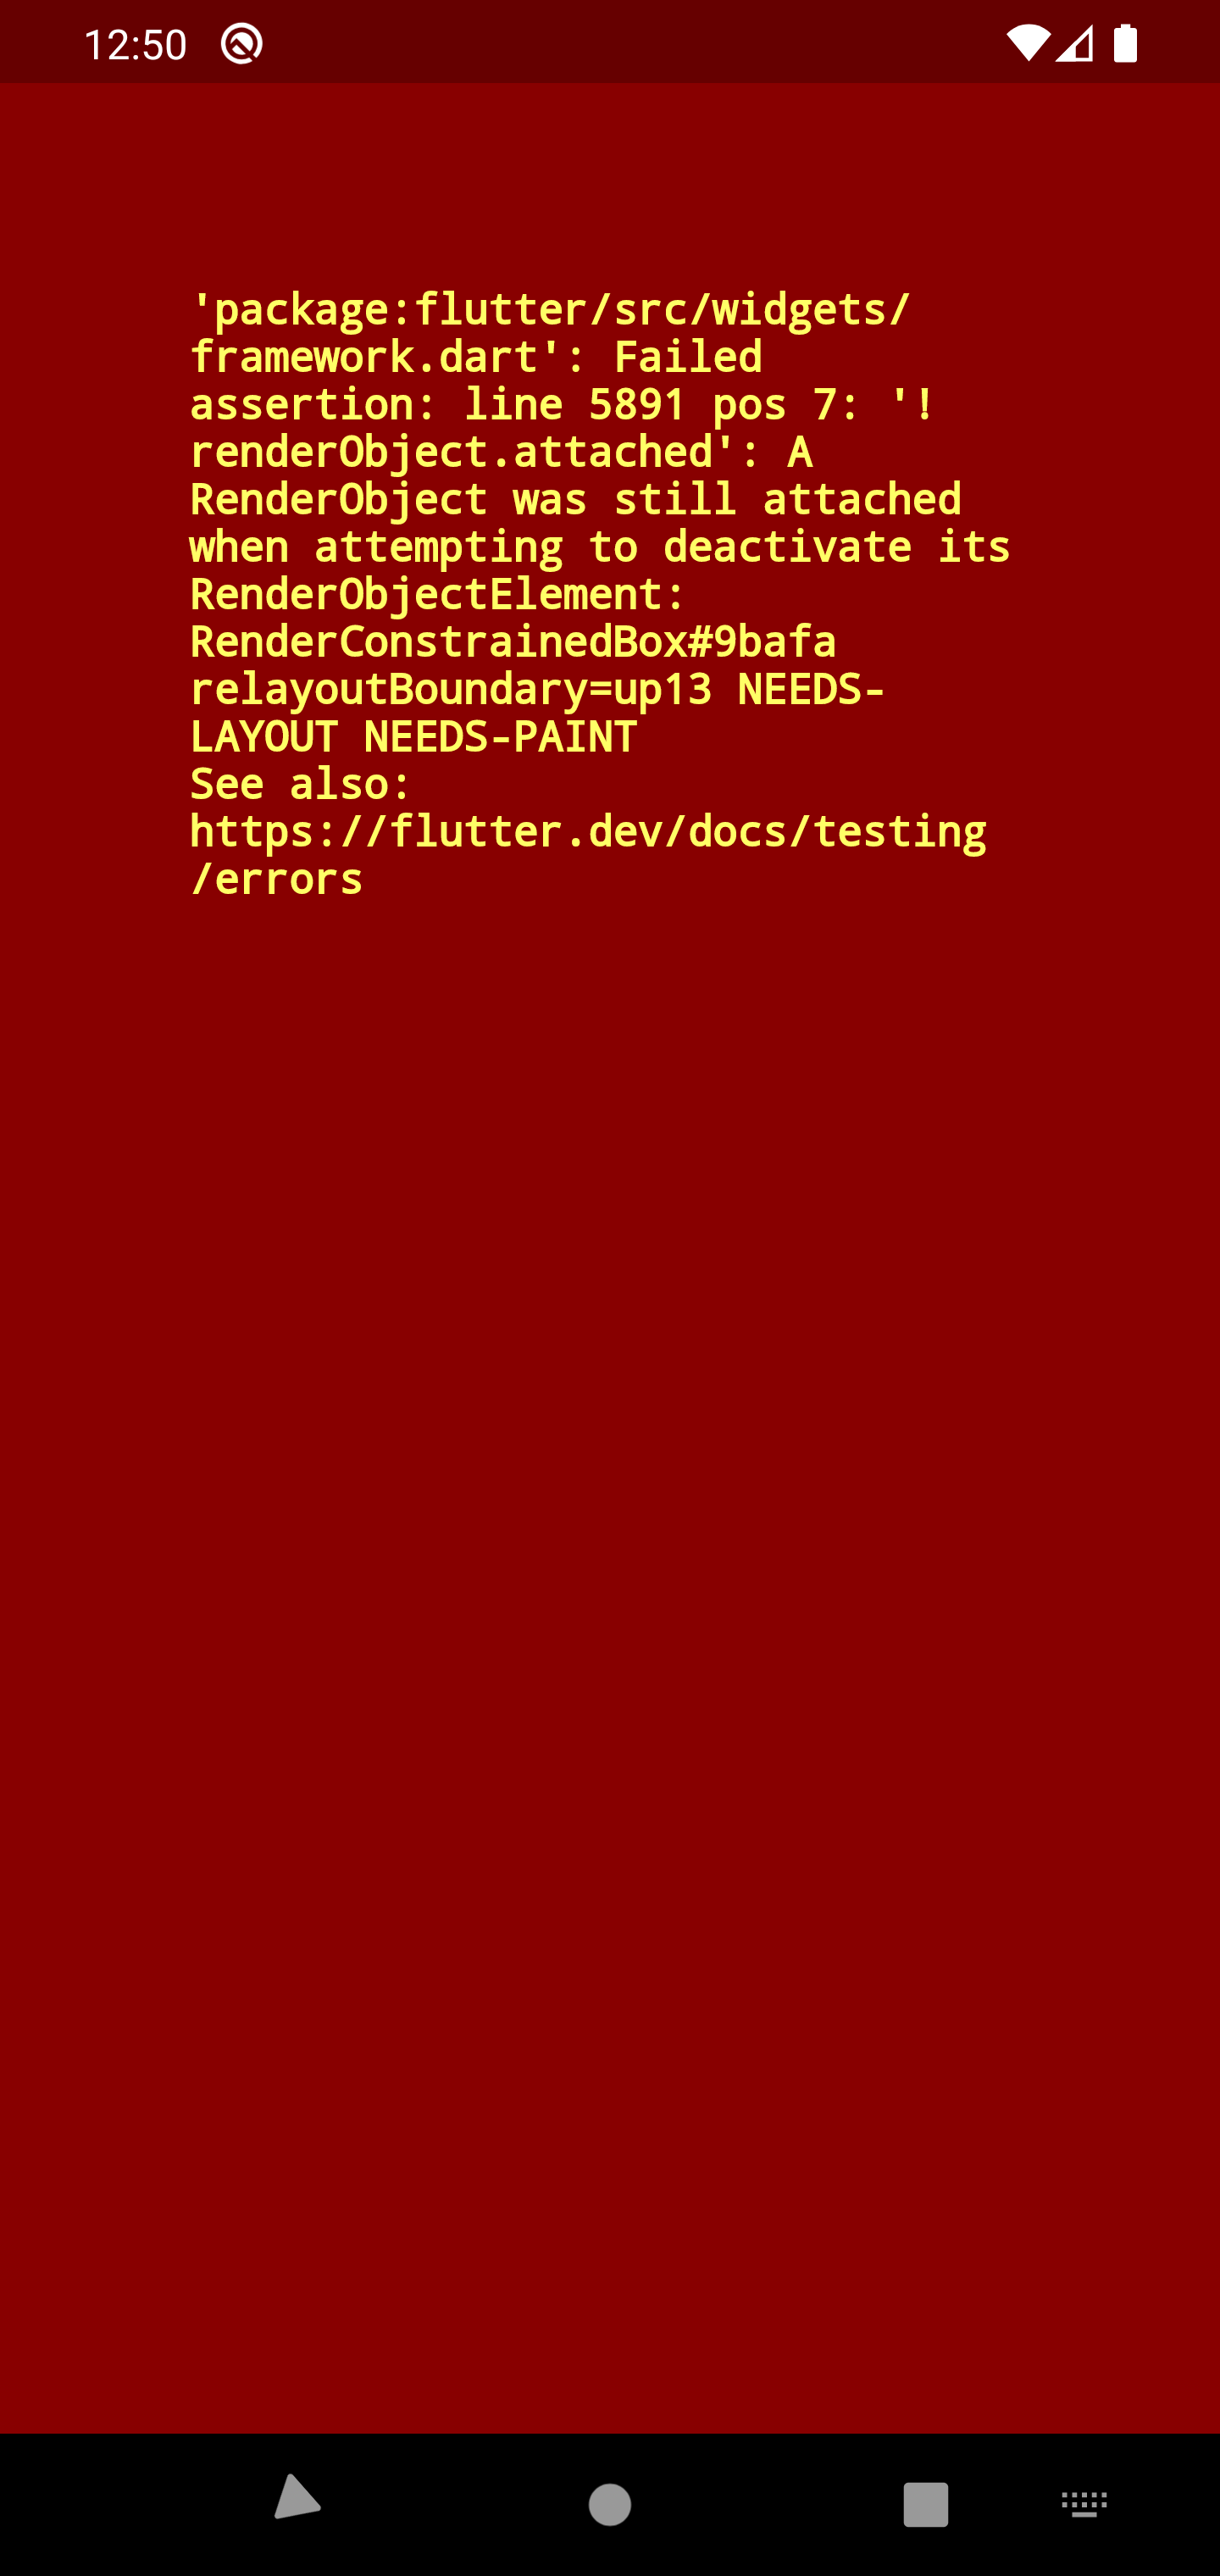 12:50
'package:flutter/src/widgets/
framework.dart': Failed
assertion: line 5891 pos 7: '!
renderObject.attached': A
RenderObject was still attached
when attempting to deactivate its
RenderObjectElement:
RenderConstrainedBox#9bafa
relayoutBoundary=up13 NEEDS-
LAYOUT NEEDS-PAINT
See also:
https://flutter.dev/docs/testing
/errors